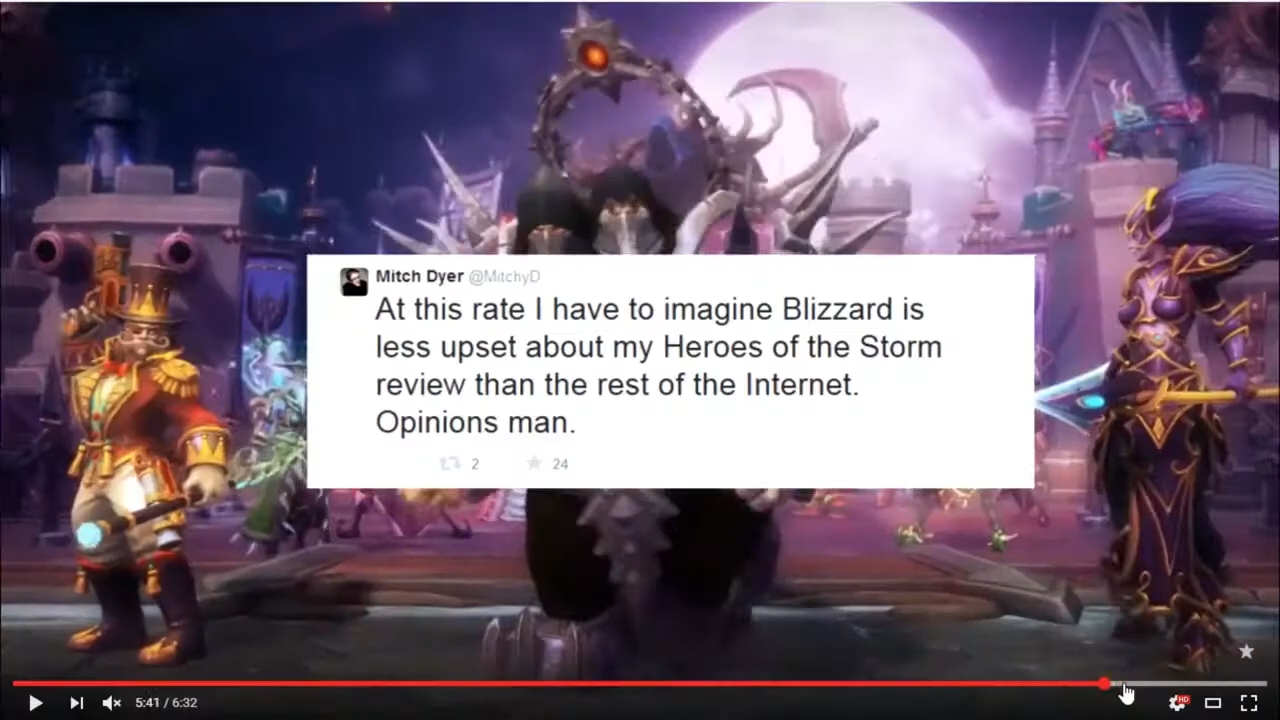 Mitch Dyer @MitchyD
At this rate I have to imagine Blizzard is
less upset about my Heroes of the Storm
review than the rest of the Internet.
Opinions man.
2 24
5:41 / 6:32
HD